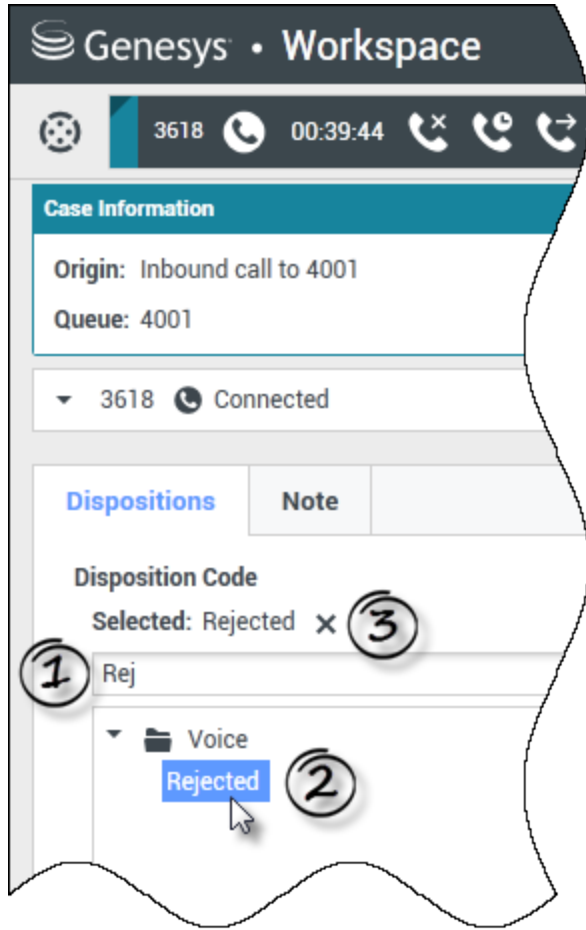 Genesys • Workspace
3618 00:39:44
Case Information
Origin: Inbound call to 4001
Queue: 4001
3618 Connected
Dispositions Note
Disposition Code
Selected: Rejected × 3
1 Rej
Voice
Rejected 2